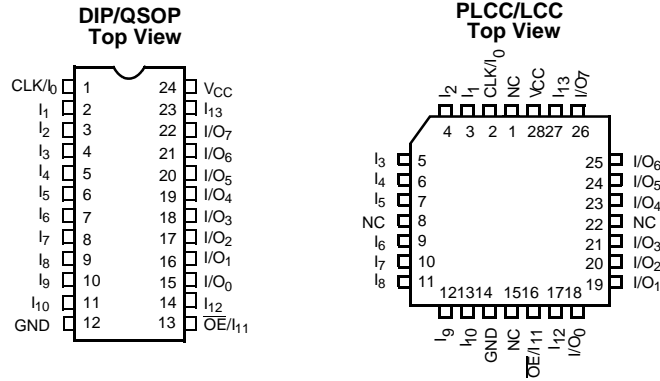 DIP/QSOP
Top View
CLK/I0 1 24 VCC
I1 2 23 I13
I2 3 22 I/O7
I3 4 21 I/O6
I4 5 20 I/O5
I5 6 19 I/O4
I6 7 18 I/O3
I7 8 17 I/O2
I8 9 16 I/O1
I9 10 15 I/O0
I10 11 14 I12
GND 12 13 OE/I11
PLCC/LCC
Top View
I2 I1 CLK/I0 NC VCC I13 I/O7
4 3 2 1 28 27 26
I3 5 25 I/O6
I4 6 24 I/O5
I5 7 23 I/O4
NC 8 22 NC
I6 9 21 I/O3
I7 10 20 I/O2
I8 11 19 I/O1
12 13 14 15 16 17 18
I9 I10 GND NC OE/I11 I12 I/O0